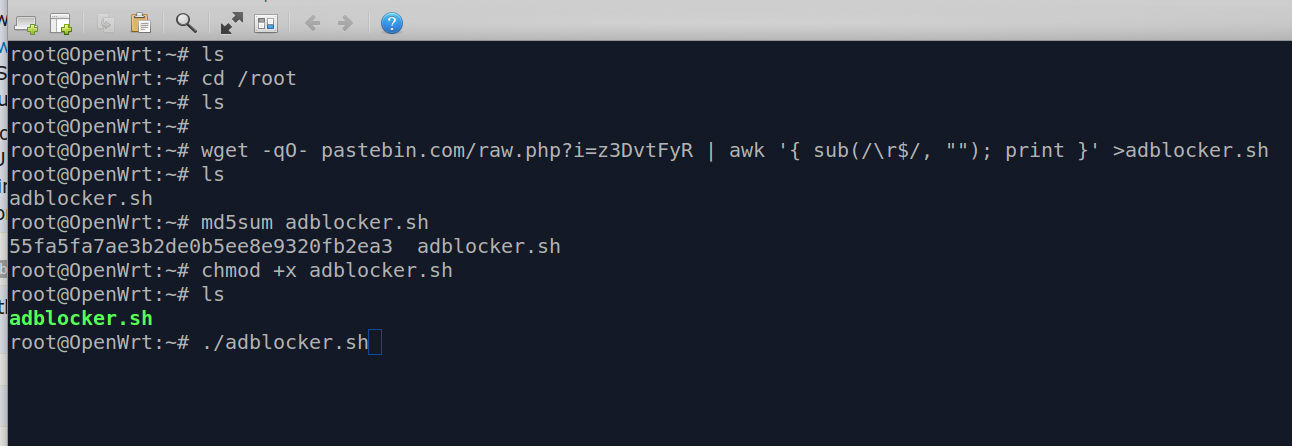 root@OpenWrt:~# ls
root@OpenWrt:~# cd /root
root@OpenWrt:~# ls
root@OpenWrt:~#
root@OpenWrt:~# wget -qO- pastebin.com/raw.php?i=z3DvtFyR | awk '{ sub(/\r$/, ""); print }' >adblocker.sh
root@OpenWrt:~# ls
adblocker.sh
root@OpenWrt:~# md5sum adblocker.sh
55fa5fa7ae3b2de0b5ee8e9320fb2ea3  adblocker.sh
root@OpenWrt:~# chmod +x adblocker.sh
root@OpenWrt:~# ls
adblocker.sh
root@OpenWrt:~# ./adblocker.sh